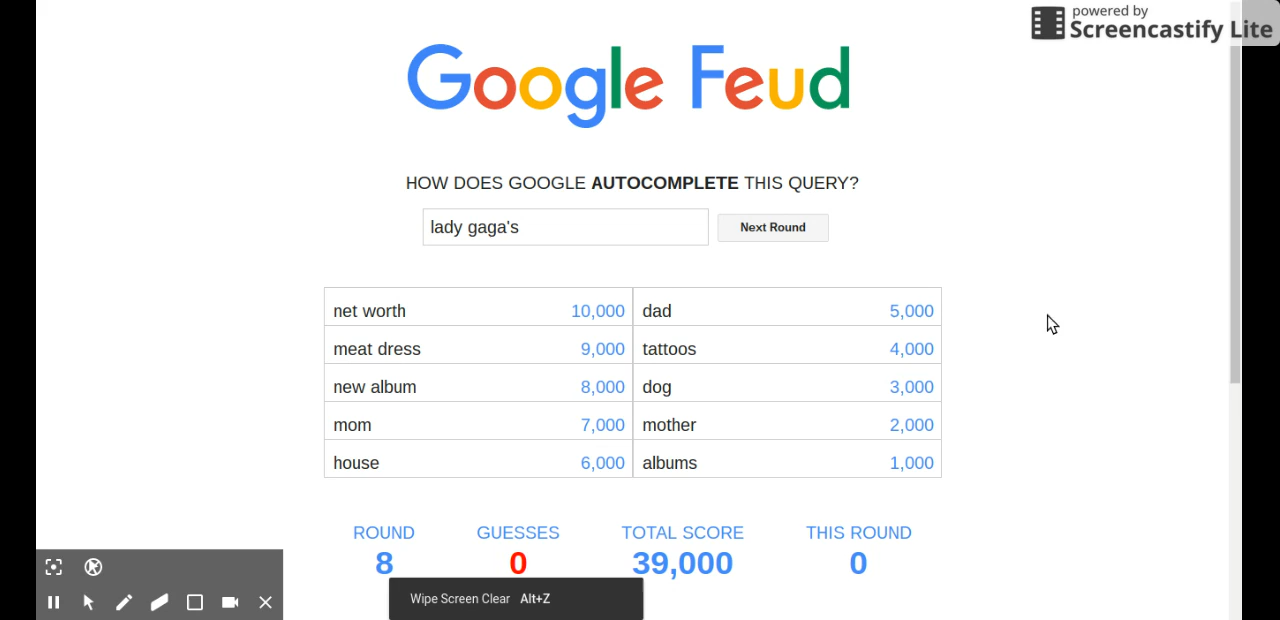 powered by
Screencastify Lite
Google Feud
HOW DOES GOOGLE AUTOCOMPLETE THIS QUERY?
lady gaga's
Next Round
net worth 10,000 dad 5,000
meat dress 9,000 tattoos 4,000
new album 8,000 dog 3,000
mom 7,000 mother 2,000
house 6,000 albums 1,000
ROUND GUESSES TOTAL SCORE THIS ROUND
8 0 39,000 0
Wipe Screen Clear Alt+Z